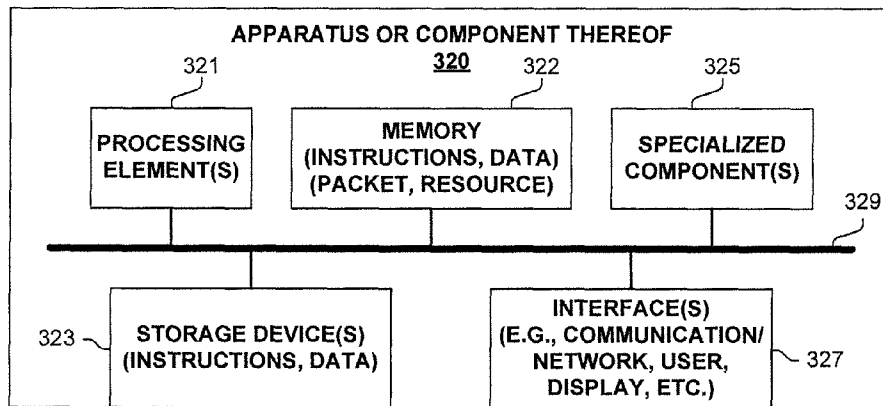 APPARATUS OR COMPONENT THEREOF
320
321
322
325
PROCESSING
ELEMENT(S)
MEMORY
(INSTRUCTIONS, DATA)
(PACKET, RESOURCE)
SPECIALIZED
COMPONENT(S)
329
323
STORAGE DEVICE(S)
(INSTRUCTIONS, DATA)
INTERFACE(S)
(E.G., COMMUNICATION/
NETWORK, USER,
DISPLAY, ETC.)
327